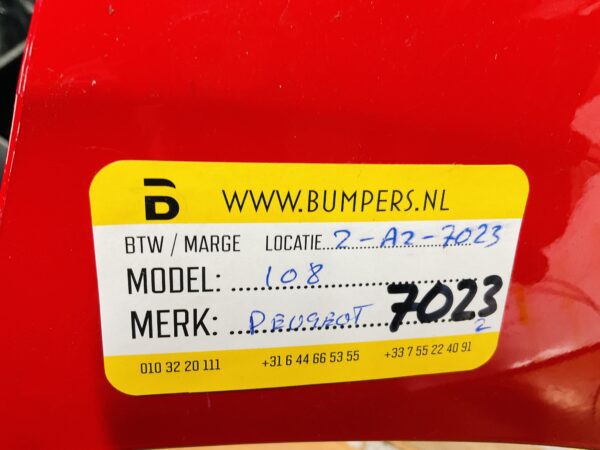 B WWW.BUMPERS.NL
BTW / MARGE LOCATIE 2-A2-7023
MODEL: 108
MERK: PEUGEOT 7023
2
010 32 20 111 +31 6 44 66 53 55 +33 7 55 22 40 91